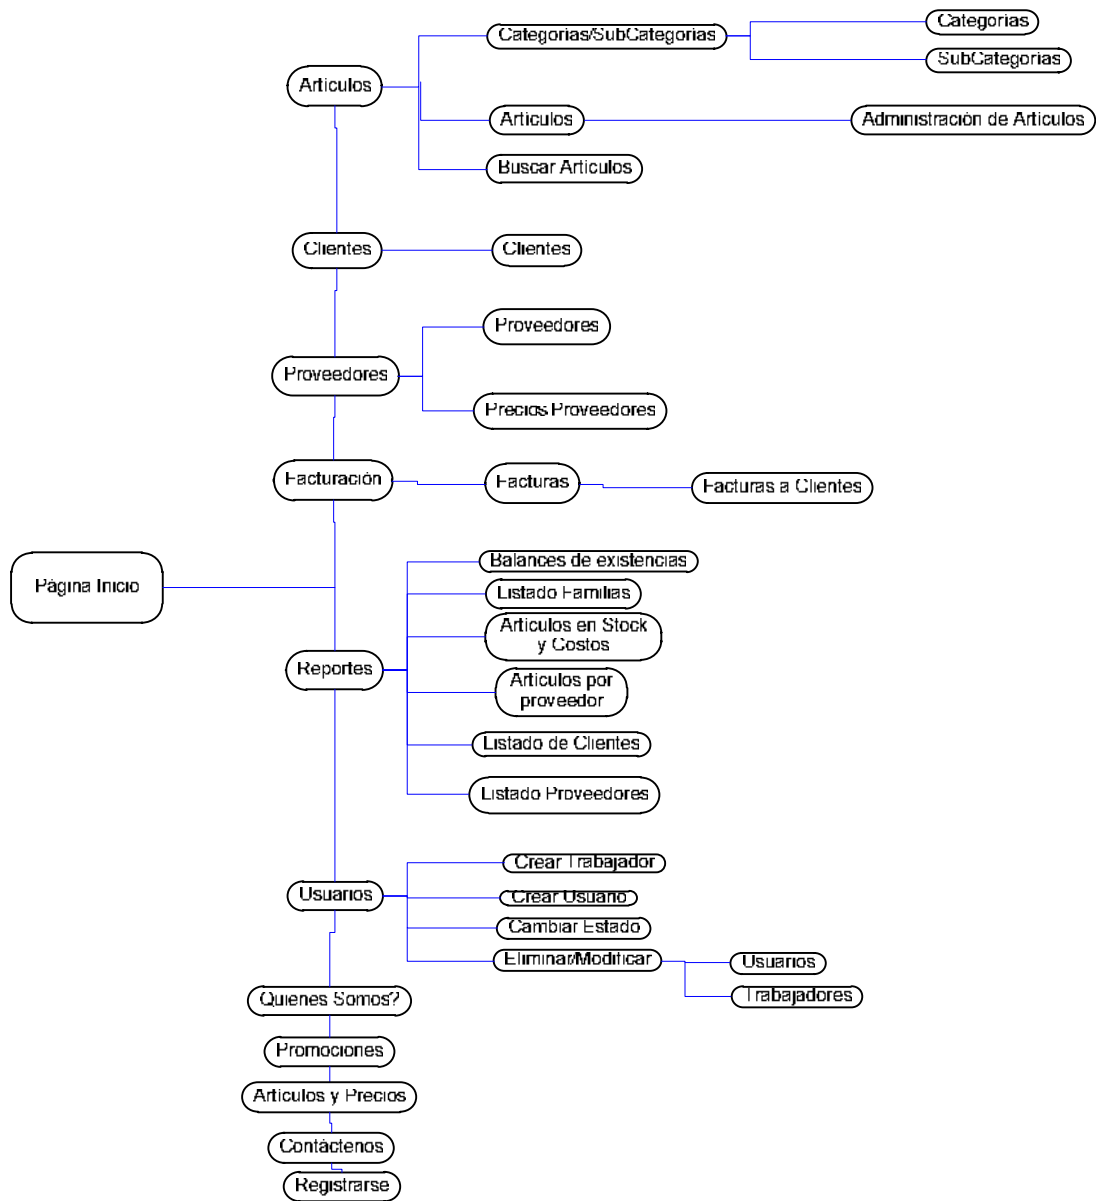 Categorias
Categorias/SubCategorias
SubCategorias
Articulos
Articulos
Administración de Articulos
Buscar Articulos
Clientes
Clientes
Proveedores
Proveedores
Precios Proveedores
Facturación
Facturas
Facturas a Clientes
Página Inicio
Balances de existencias
Listado Familias
Articulos en Stock
y Costos
Reportes
Articulos por
proveedor
Listado de Clientes
Listado Proveedores
Crear Trabajador
Usuarios
Crear Usuario
Cambiar Estado
Eliminar/Modificar
Usuarios
Trabajadores
Quienes Somos?
Promociones
Articulos y Precios
Contáctenos
Registrarse